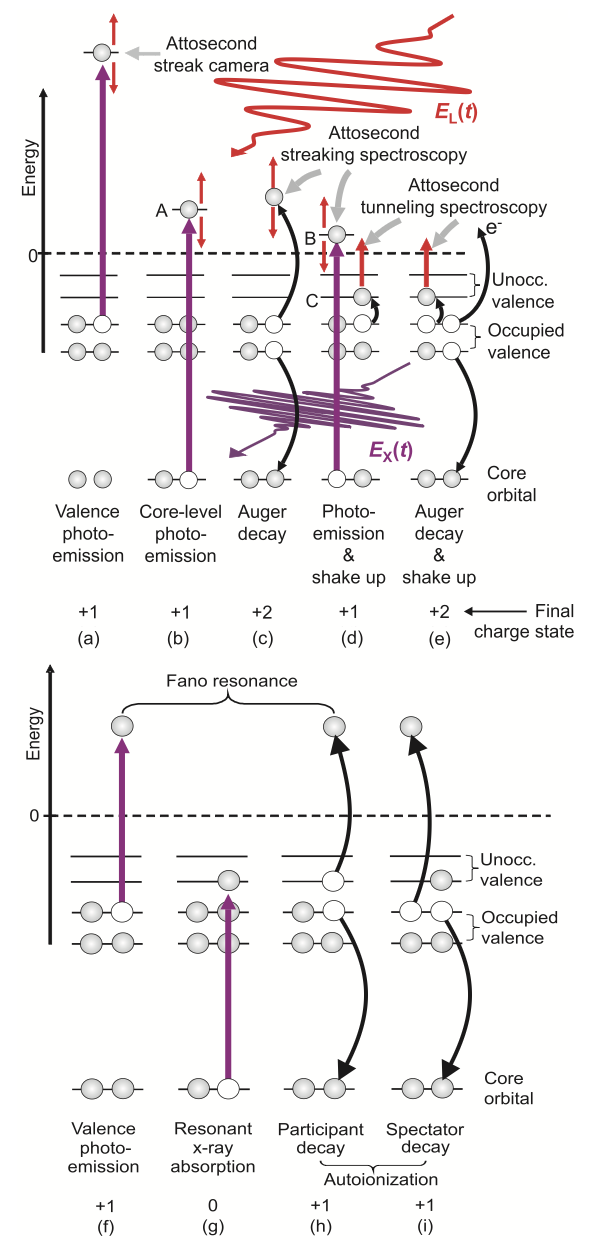 Attosecond
streak camera
E_L(t)
Energy
Attosecond
streaking spectroscopy
A
Attosecond
tunneling spectroscopy
B
e-
0
C
Unocc.
valence
Occupied
valence
E_X(t)
Core
orbital
Valence
photo-
emission
Core-level
photo-
emission
Auger
decay
Photo-
emission
&
shake up
Auger
decay
&
shake up
+1 +1 +2 +1 +2 Final
charge state
(a) (b) (c) (d) (e)
Fano resonance
Energy
0
Unocc.
valence
Occupied
valence
Core
orbital
Valence
photo-
emission
Resonant
x-ray
absorption
Participant
decay
Spectator
decay
Autoionization
+1 0 +1 +1
(f) (g) (h) (i)